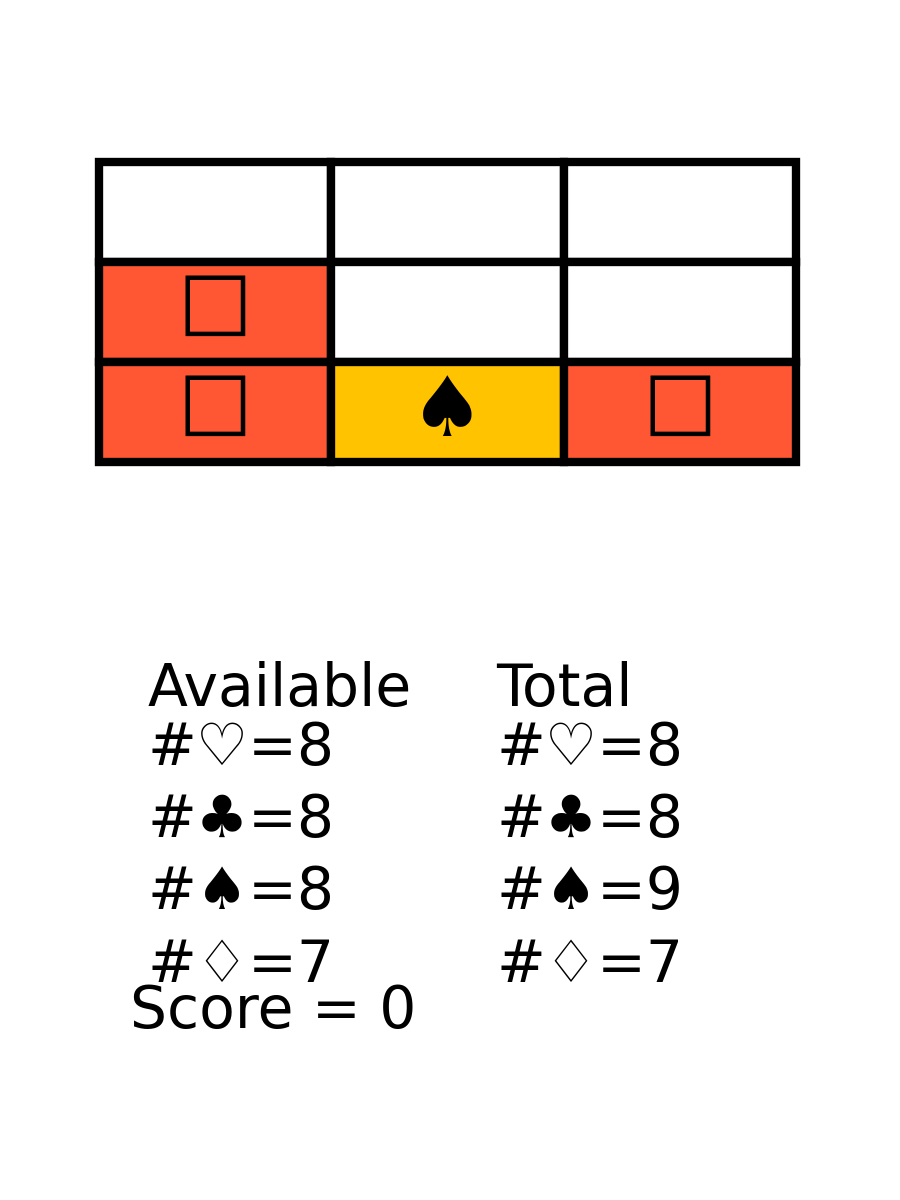 □
□ ♠ □
Available Total
#♡=8 #♡=8
#♣=8 #♣=8
#♠=8 #♠=9
#♢=7 #♢=7
Score = 0